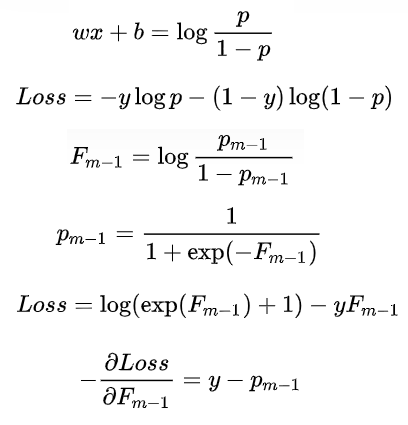 wx + b = log p / (1 − p)
Loss = −y log p − (1 − y) log(1 − p)
F_{m−1} = log p_{m−1} / (1 − p_{m−1})
p_{m−1} = 1 / (1 + exp(−F_{m−1}))
Loss = log(exp(F_{m−1}) + 1) − yF_{m−1}
−∂Loss / ∂F_{m−1} = y − p_{m−1}